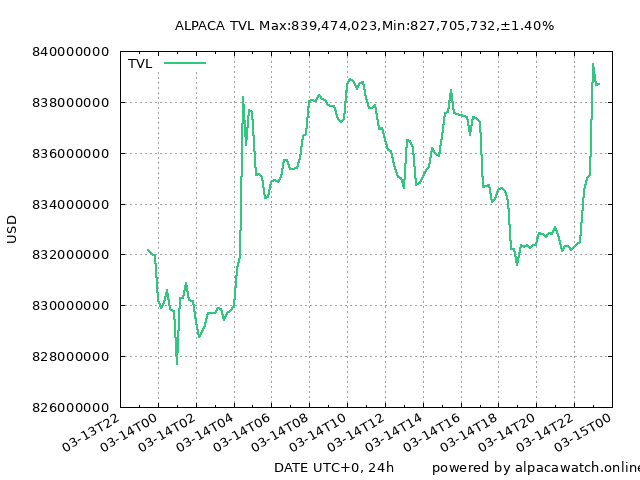 ALPACA TVL Max:839,474,023,Min:827,705,732,±1.40%
TVL
840000000
838000000
836000000
834000000
832000000
830000000
828000000
826000000
USD
03-13T22
03-14T00
03-14T02
03-14T04
03-14T06
03-14T08
03-14T10
03-14T12
03-14T14
03-14T16
03-14T18
03-14T20
03-14T22
03-15T00
DATE UTC+0, 24h
powered by alpacawatch.online